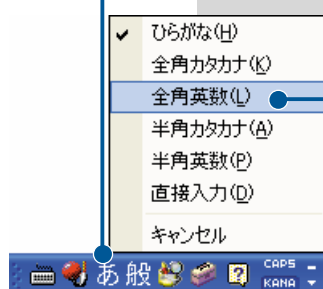 ひらがな(H)
全角カタカナ(K)
全角英数(L)
半角カタカナ(A)
半角英数(P)
直接入力(D)
キャンセル
あ 般 ? CAPS
KANA